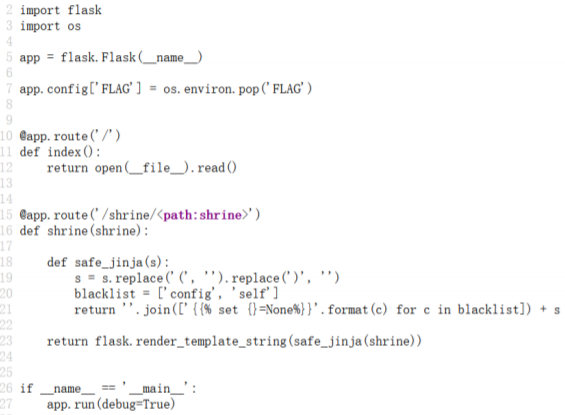 2 import flask
3 import os
4
5 app = flask.Flask(__name__)
6
7 app.config['FLAG'] = os.environ.pop('FLAG')
8
9
10 @app.route('/')
11 def index():
12     return open(__file__).read()
13
14
15 @app.route('/shrine/<path:shrine>')
16 def shrine(shrine):
17
18     def safe_jinja(s):
19         s = s.replace('(', '').replace(')', '')
20         blacklist = ['config', 'self']
21         return ''.join(['{{% set {}=None%}}'.format(c) for c in blacklist]) + s
22
23     return flask.render_template_string(safe_jinja(shrine))
24
25
26 if __name__ == '__main__':
27     app.run(debug=True)